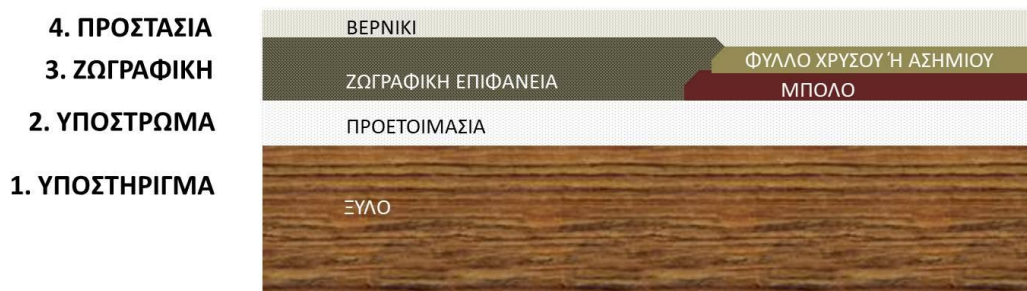 4. ΠΡΟΣΤΑΣΙΑ
ΒΕΡΝΙΚΙ
3. ΖΩΓΡΑΦΙΚΗ
ΦΥΛΛΟ ΧΡΥΣΟΥ Ή ΑΣΗΜΙΟΥ
ΖΩΓΡΑΦΙΚΗ ΕΠΙΦΑΝΕΙΑ
ΜΠΟΛΟ
2. ΥΠΟΣΤΡΩΜΑ
ΠΡΟΕΤΟΙΜΑΣΙΑ
1. ΥΠΟΣΤΗΡΙΓΜΑ
ΞΥΛΟ